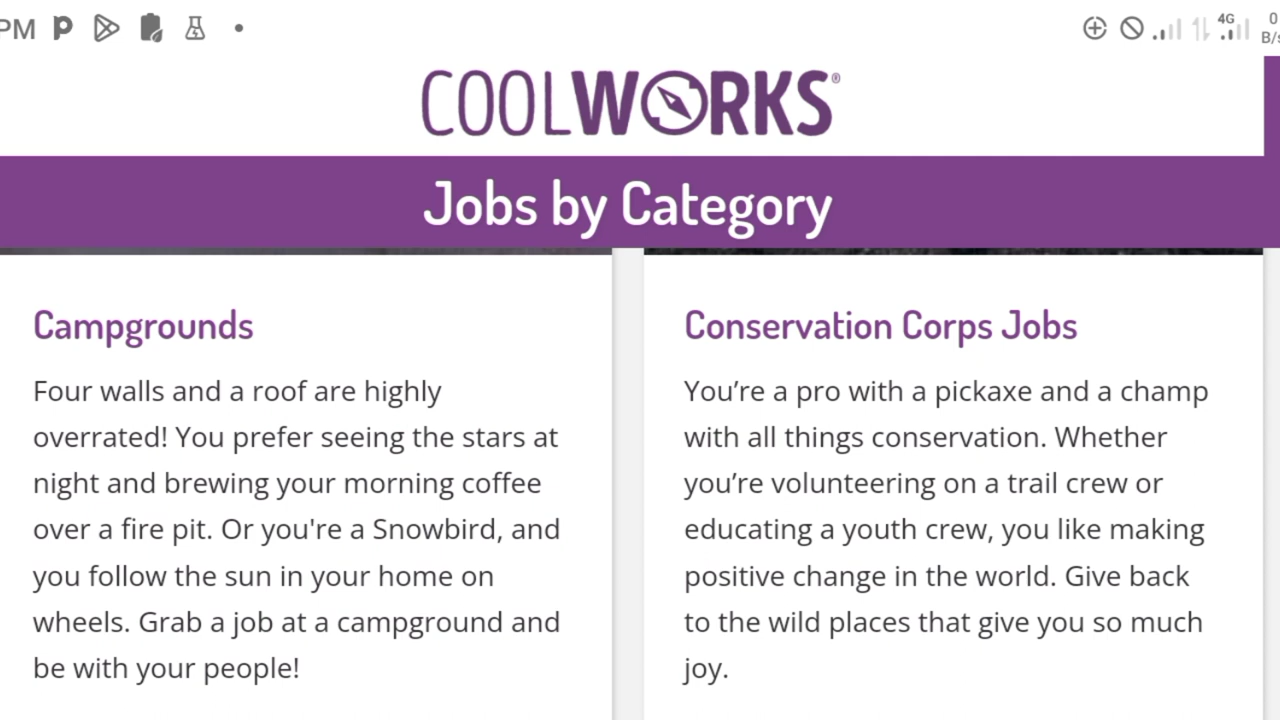 PM
4G
0
B/s
COOLWORKS®
Jobs by Category
Campgrounds
Four walls and a roof are highly
overrated! You prefer seeing the stars at
night and brewing your morning coffee
over a fire pit. Or you're a Snowbird, and
you follow the sun in your home on
wheels. Grab a job at a campground and
be with your people!
Conservation Corps Jobs
You’re a pro with a pickaxe and a champ
with all things conservation. Whether
you’re volunteering on a trail crew or
educating a youth crew, you like making
positive change in the world. Give back
to the wild places that give you so much
joy.